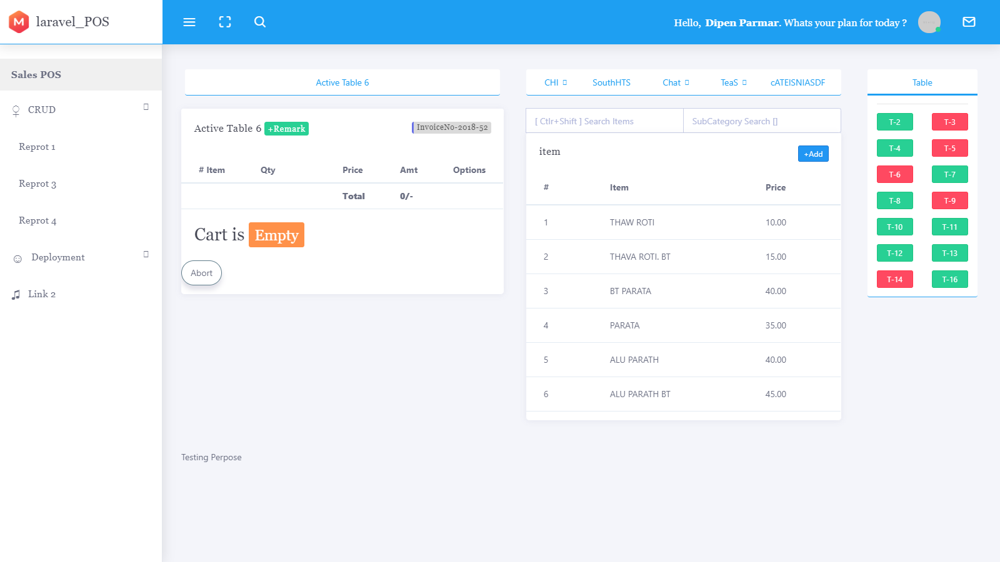 laravel_POS
Hello, Dipen Parmar. Whats your plan for today ?
Sales POS
CRUD
Reprot 1
Reprot 3
Reprot 4
Deployment
Link 2
Active Table 6
Active Table 6 +Remark
InvoiceNo-2018-52
# Item Qty Price Amt Options
Total 0/-
Cart is Empty
Abort
CHI SouthHTS Chat TeaS cATEISNIASDF
[ Ctlr+Shift ] Search Items SubCategory Search []
item +Add
# Item Price
1 THAW ROTI 10.00
2 THAVA ROTI. BT 15.00
3 BT PARATA 40.00
4 PARATA 35.00
5 ALU PARATH 40.00
6 ALU PARATH BT 45.00
Table
T-2 T-3
T-4 T-5
T-6 T-7
T-8 T-9
T-10 T-11
T-12 T-13
T-14 T-16
Testing Perpose